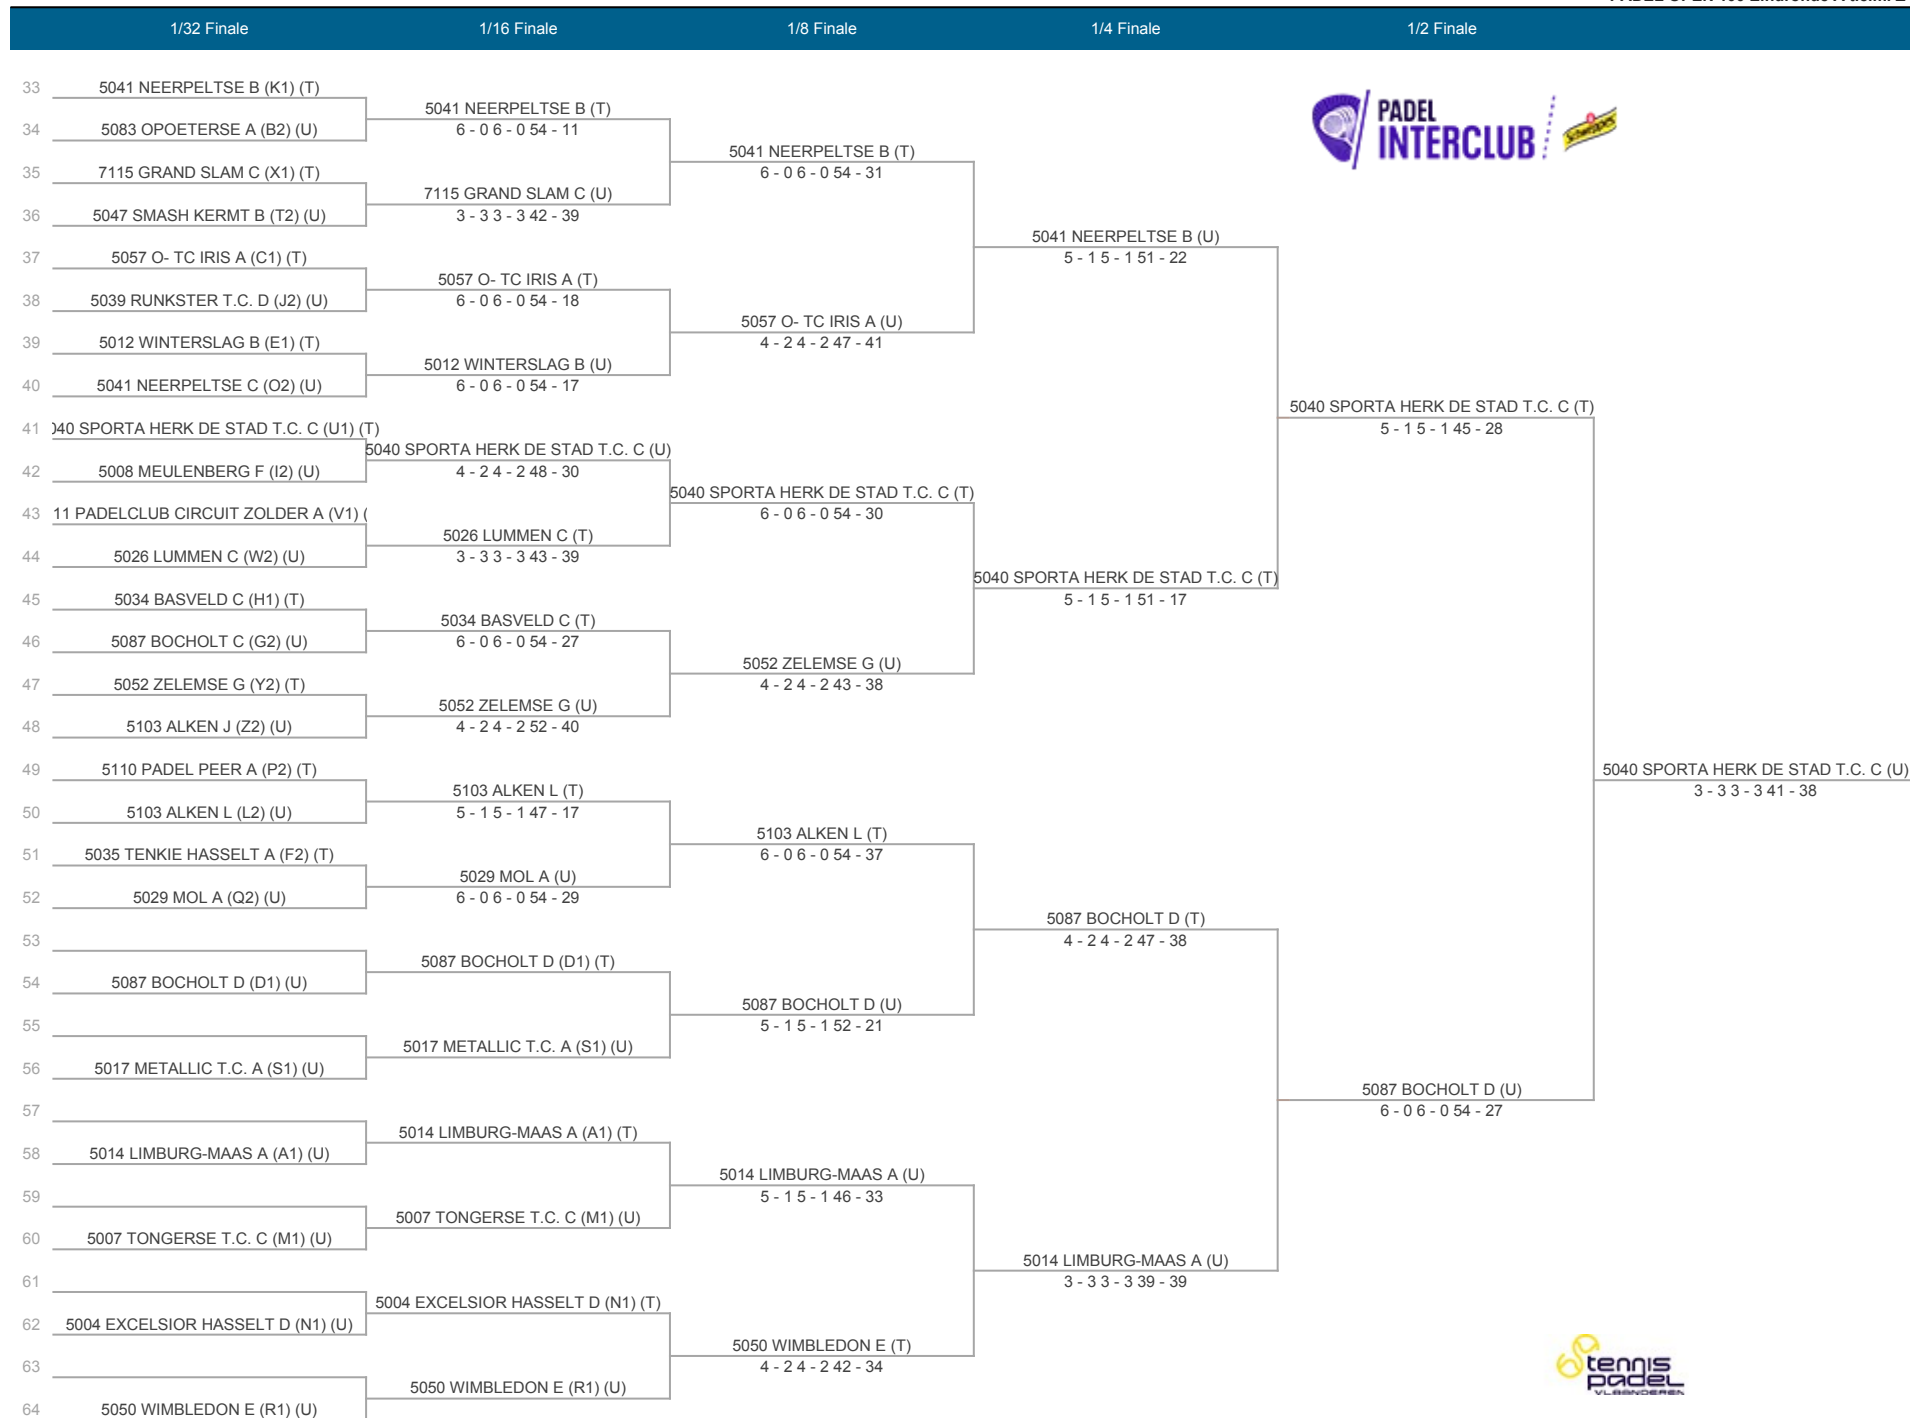 1/32 Finale 1/16 Finale 1/8 Finale 1/4 Finale 1/2 Finale
PADEL INTERCLUB
Schweppes
33 5041 NEERPELTSE B (K1) (T)
5041 NEERPELTSE B (T)
34 5083 OPOETERSE A (B2) (U)
6 - 0 6 - 0 54 - 11
5041 NEERPELTSE B (T)
6 - 0 6 - 0 54 - 31
35 7115 GRAND SLAM C (X1) (T)
7115 GRAND SLAM C (U)
36 5047 SMASH KERMT B (T2) (U)
3 - 3 3 - 3 42 - 39
5041 NEERPELTSE B (U)
5 - 1 5 - 1 51 - 22
37 5057 O- TC IRIS A (C1) (T)
5057 O- TC IRIS A (T)
38 5039 RUNKSTER T.C. D (J2) (U)
6 - 0 6 - 0 54 - 18
5057 O- TC IRIS A (U)
4 - 2 4 - 2 47 - 41
39 5012 WINTERSLAG B (E1) (T)
5012 WINTERSLAG B (U)
40 5041 NEERPELTSE C (O2) (U)
6 - 0 6 - 0 54 - 17
5040 SPORTA HERK DE STAD T.C. C (T)
5 - 1 5 - 1 45 - 28
41 040 SPORTA HERK DE STAD T.C. C (U1) (T)
5040 SPORTA HERK DE STAD T.C. C (U)
42 5008 MEULENBERG F (I2) (U)
4 - 2 4 - 2 48 - 30
5040 SPORTA HERK DE STAD T.C. C (T)
6 - 0 6 - 0 54 - 30
43 11 PADELCLUB CIRCUIT ZOLDER A (V1) (
5026 LUMMEN C (T)
44 5026 LUMMEN C (W2) (U)
3 - 3 3 - 3 43 - 39
5040 SPORTA HERK DE STAD T.C. C (T)
5 - 1 5 - 1 51 - 17
45 5034 BASVELD C (H1) (T)
5034 BASVELD C (T)
46 5087 BOCHOLT C (G2) (U)
6 - 0 6 - 0 54 - 27
5052 ZELEMSE G (U)
4 - 2 4 - 2 43 - 38
47 5052 ZELEMSE G (Y2) (T)
5052 ZELEMSE G (U)
48 5103 ALKEN J (Z2) (U)
4 - 2 4 - 2 52 - 40
5040 SPORTA HERK DE STAD T.C. C (U)
3 - 3 3 - 3 41 - 38
49 5110 PADEL PEER A (P2) (T)
5103 ALKEN L (T)
50 5103 ALKEN L (L2) (U)
5 - 1 5 - 1 47 - 17
5103 ALKEN L (T)
6 - 0 6 - 0 54 - 37
51 5035 TENKIE HASSELT A (F2) (T)
5029 MOL A (U)
52 5029 MOL A (Q2) (U)
6 - 0 6 - 0 54 - 29
5087 BOCHOLT D (T)
4 - 2 4 - 2 47 - 38
53
5087 BOCHOLT D (D1) (T)
54 5087 BOCHOLT D (D1) (U)
5087 BOCHOLT D (U)
5 - 1 5 - 1 52 - 21
55
5017 METALLIC T.C. A (S1) (U)
56 5017 METALLIC T.C. A (S1) (U)
5087 BOCHOLT D (U)
6 - 0 6 - 0 54 - 27
57
5014 LIMBURG-MAAS A (A1) (T)
58 5014 LIMBURG-MAAS A (A1) (U)
5014 LIMBURG-MAAS A (U)
5 - 1 5 - 1 46 - 33
59
5007 TONGERSE T.C. C (M1) (U)
60 5007 TONGERSE T.C. C (M1) (U)
5014 LIMBURG-MAAS A (U)
3 - 3 3 - 3 39 - 39
61
5004 EXCELSIOR HASSELT D (N1) (T)
62 5004 EXCELSIOR HASSELT D (N1) (U)
5050 WIMBLEDON E (T)
4 - 2 4 - 2 42 - 34
63
5050 WIMBLEDON E (R1) (U)
64 5050 WIMBLEDON E (R1) (U)
tennis
padel
VLAANDEREN